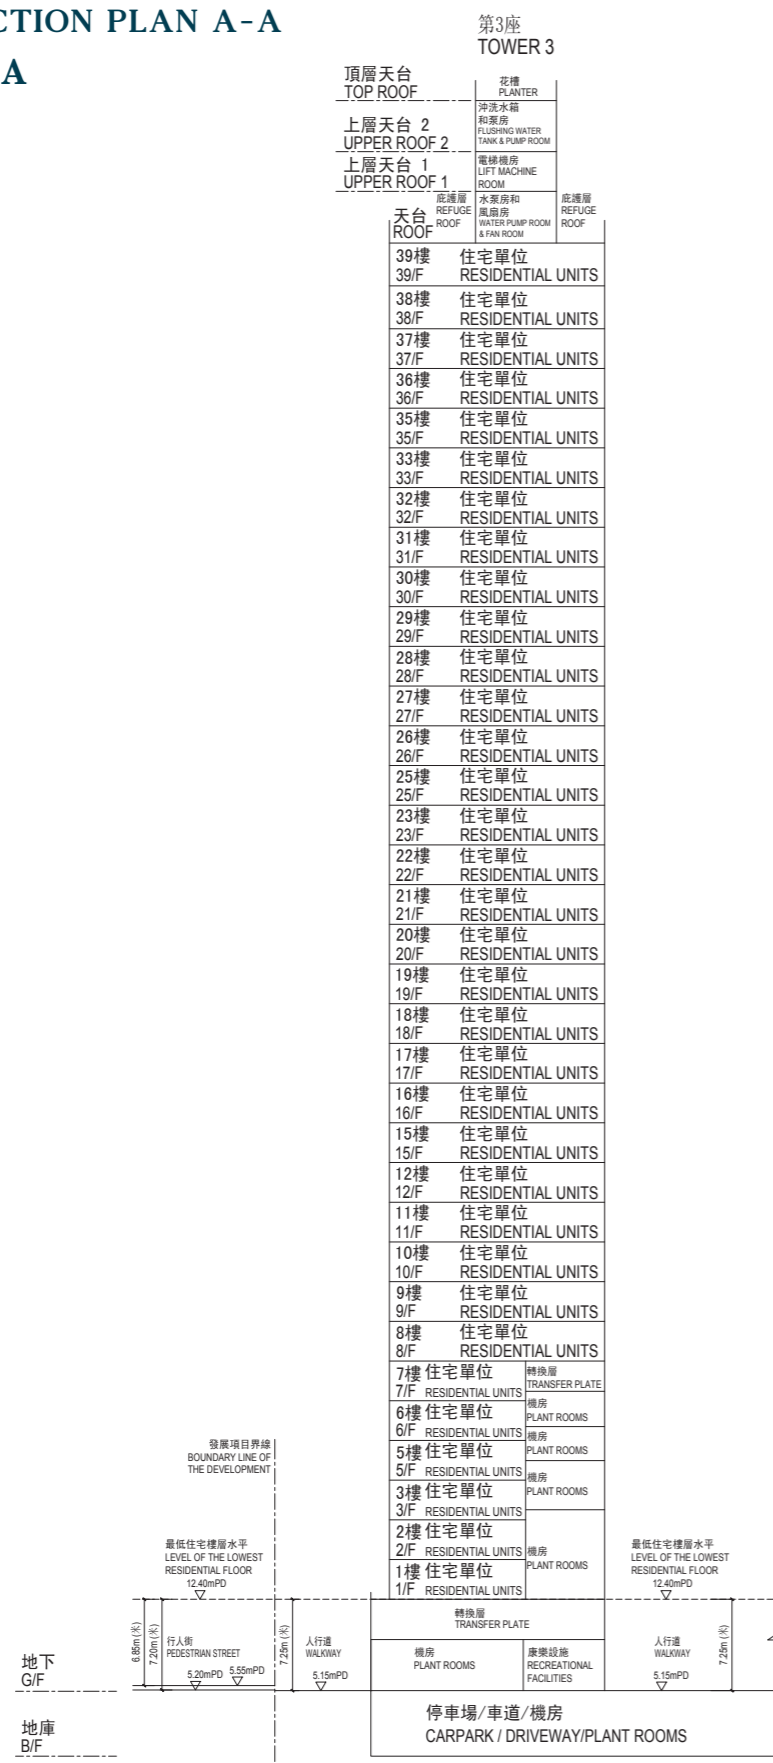 CTION PLAN A-A
A
第3座
TOWER 3
頂層天台
TOP ROOF
花槽
PLANTER
上層天台 2
UPPER ROOF 2
沖洗水箱
和泵房
FLUSHING WATER
TANK & PUMP ROOM
上層天台 1
UPPER ROOF 1
電梯機房
LIFT MACHINE
ROOM
天台
ROOF
庇護層
REFUGE
ROOF
水泵房和
風扇房
WATER PUMP ROOM
& FAN ROOM
庇護層
REFUGE
ROOF
39樓 住宅單位
39/F RESIDENTIAL UNITS
38樓 住宅單位
38/F RESIDENTIAL UNITS
37樓 住宅單位
37/F RESIDENTIAL UNITS
36樓 住宅單位
36/F RESIDENTIAL UNITS
35樓 住宅單位
35/F RESIDENTIAL UNITS
33樓 住宅單位
33/F RESIDENTIAL UNITS
32樓 住宅單位
32/F RESIDENTIAL UNITS
31樓 住宅單位
31/F RESIDENTIAL UNITS
30樓 住宅單位
30/F RESIDENTIAL UNITS
29樓 住宅單位
29/F RESIDENTIAL UNITS
28樓 住宅單位
28/F RESIDENTIAL UNITS
27樓 住宅單位
27/F RESIDENTIAL UNITS
26樓 住宅單位
26/F RESIDENTIAL UNITS
25樓 住宅單位
25/F RESIDENTIAL UNITS
23樓 住宅單位
23/F RESIDENTIAL UNITS
22樓 住宅單位
22/F RESIDENTIAL UNITS
21樓 住宅單位
21/F RESIDENTIAL UNITS
20樓 住宅單位
20/F RESIDENTIAL UNITS
19樓 住宅單位
19/F RESIDENTIAL UNITS
18樓 住宅單位
18/F RESIDENTIAL UNITS
17樓 住宅單位
17/F RESIDENTIAL UNITS
16樓 住宅單位
16/F RESIDENTIAL UNITS
15樓 住宅單位
15/F RESIDENTIAL UNITS
12樓 住宅單位
12/F RESIDENTIAL UNITS
11樓 住宅單位
11/F RESIDENTIAL UNITS
10樓 住宅單位
10/F RESIDENTIAL UNITS
9樓 住宅單位
9/F RESIDENTIAL UNITS
8樓 住宅單位
8/F RESIDENTIAL UNITS
7樓 住宅單位
7/F RESIDENTIAL UNITS
轉換層
TRANSFER PLATE
6樓 住宅單位
6/F RESIDENTIAL UNITS
機房
PLANT ROOMS
5樓 住宅單位
5/F RESIDENTIAL UNITS
機房
PLANT ROOMS
3樓 住宅單位
3/F RESIDENTIAL UNITS
機房
PLANT ROOMS
2樓 住宅單位
2/F RESIDENTIAL UNITS
1樓 住宅單位
1/F RESIDENTIAL UNITS
機房
PLANT ROOMS
發展項目界線
BOUNDARY LINE OF
THE DEVELOPMENT
最低住宅樓層水平
LEVEL OF THE LOWEST
RESIDENTIAL FLOOR
12.40mPD
最低住宅樓層水平
LEVEL OF THE LOWEST
RESIDENTIAL FLOOR
12.40mPD
6.85m (米)
7.20m (米)
行人街
PEDESTRIAN STREET
5.20mPD
5.55mPD
7.25m (米)
人行道
WALKWAY
5.15mPD
轉換層
TRANSFER PLATE
機房
PLANT ROOMS
康樂設施
RECREATIONAL
FACILITIES
人行道
WALKWAY
5.15mPD
7.25m (米)
地下
G/F
停車場/車道/機房
CARPARK / DRIVEWAY/PLANT ROOMS
地庫
B/F